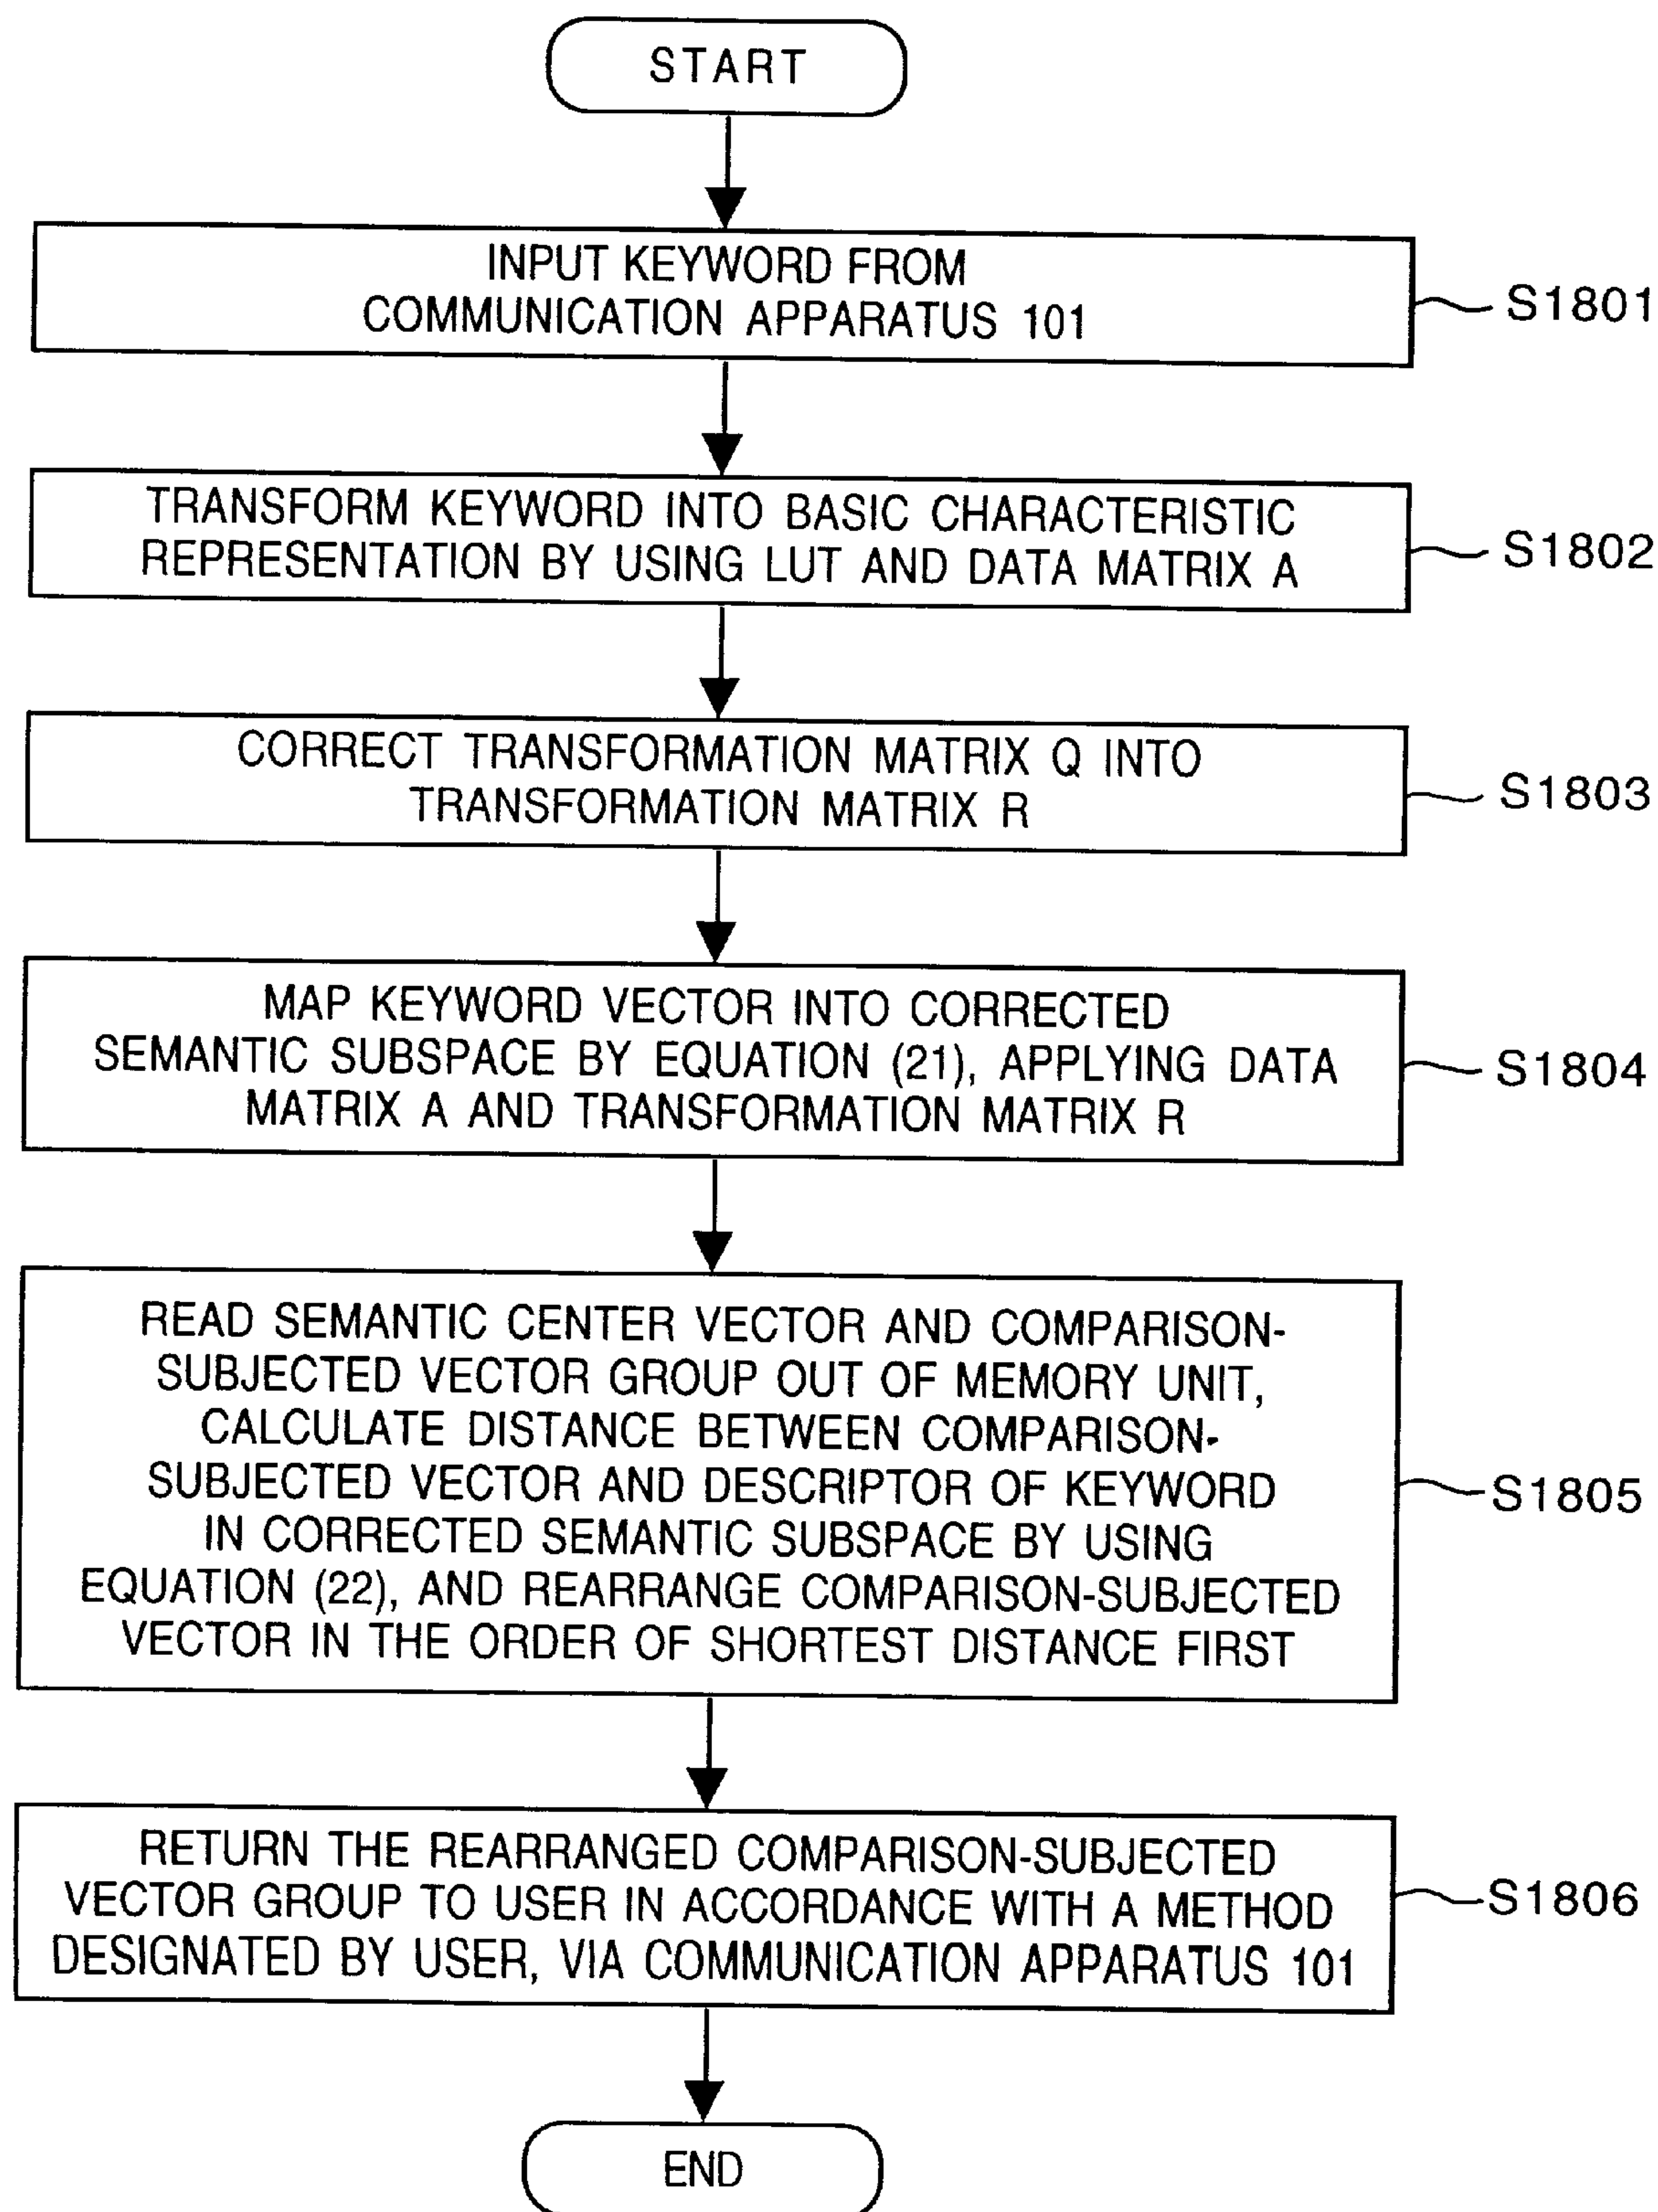 START
INPUT KEYWORD FROM
COMMUNICATION APPARATUS 101
S1801
TRANSFORM KEYWORD INTO BASIC CHARACTERISTIC
REPRESENTATION BY USING LUT AND DATA MATRIX A
S1802
CORRECT TRANSFORMATION MATRIX Q INTO
TRANSFORMATION MATRIX R
S1803
MAP KEYWORD VECTOR INTO CORRECTED
SEMANTIC SUBSPACE BY EQUATION (21), APPLYING DATA
MATRIX A AND TRANSFORMATION MATRIX R
S1804
READ SEMANTIC CENTER VECTOR AND COMPARISON-
SUBJECTED VECTOR GROUP OUT OF MEMORY UNIT,
CALCULATE DISTANCE BETWEEN COMPARISON-
SUBJECTED VECTOR AND DESCRIPTOR OF KEYWORD
IN CORRECTED SEMANTIC SUBSPACE BY USING
EQUATION (22), AND REARRANGE COMPARISON-SUBJECTED
VECTOR IN THE ORDER OF SHORTEST DISTANCE FIRST
S1805
RETURN THE REARRANGED COMPARISON-SUBJECTED
VECTOR GROUP TO USER IN ACCORDANCE WITH A METHOD
DESIGNATED BY USER, VIA COMMUNICATION APPARATUS 101
S1806
END